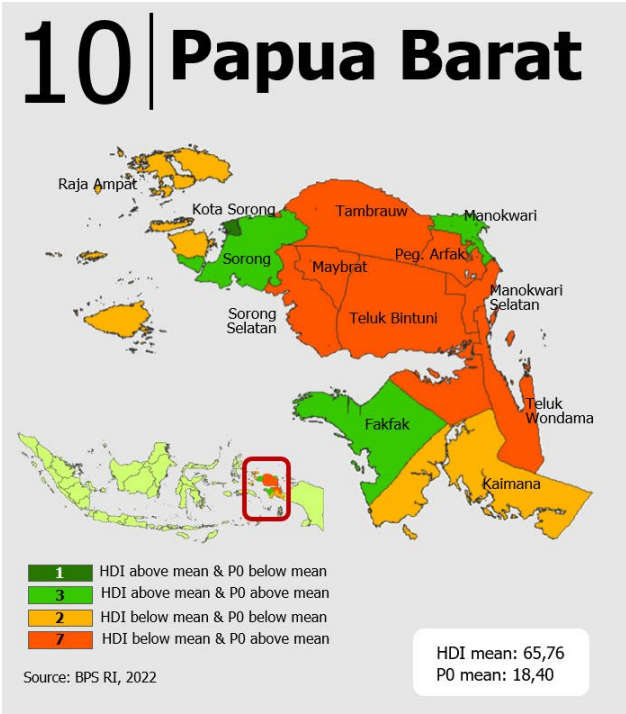 10 | Papua Barat
Raja Ampat
Kota Sorong
Tambrauw
Manokwari
Sorong
Maybrat
Peg. Arfak
Manokwari
Selatan
Sorong
Selatan
Teluk Bintuni
Teluk
Wondama
Fakfak
Kaimana
1 HDI above mean & P0 below mean
3 HDI above mean & P0 above mean
2 HDI below mean & P0 below mean
7 HDI below mean & P0 above mean
HDI mean: 65,76
P0 mean: 18,40
Source: BPS RI, 2022